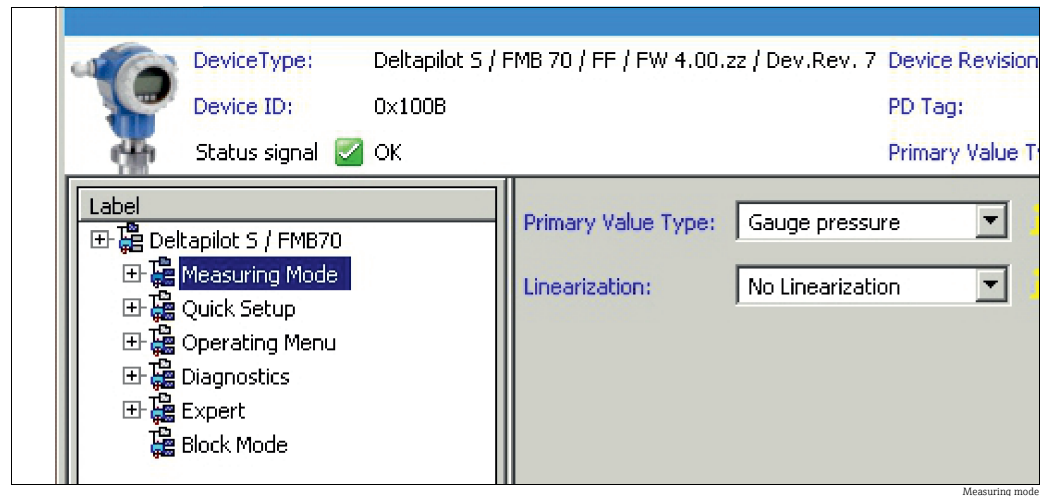 DeviceType: Deltapilot S / FMB 70 / FF / FW 4.00.zz / Dev.Rev. 7 Device Revision
Device ID: 0x100B PD Tag:
Status signal OK Primary Value
Label
Deltapilot S / FMB70
Measuring Mode
Quick Setup
Operating Menu
Diagnostics
Expert
Block Mode
Primary Value Type: Gauge pressure
Linearization: No Linearization
Measuring mode